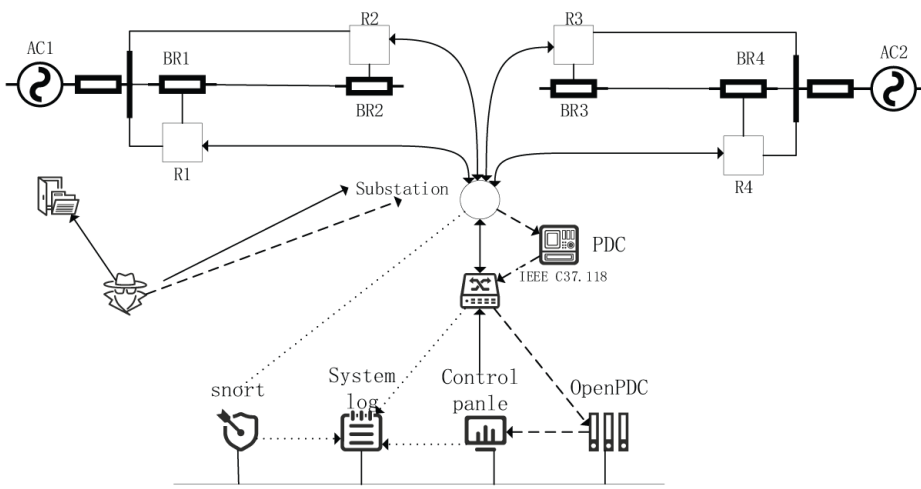 R2
R3
AC1
BR1
BR4
AC2
BR2
BR3
R1
R4
Substation
PDC
IEEE C37.118
snort
System
log
Control
panle
OpenPDC